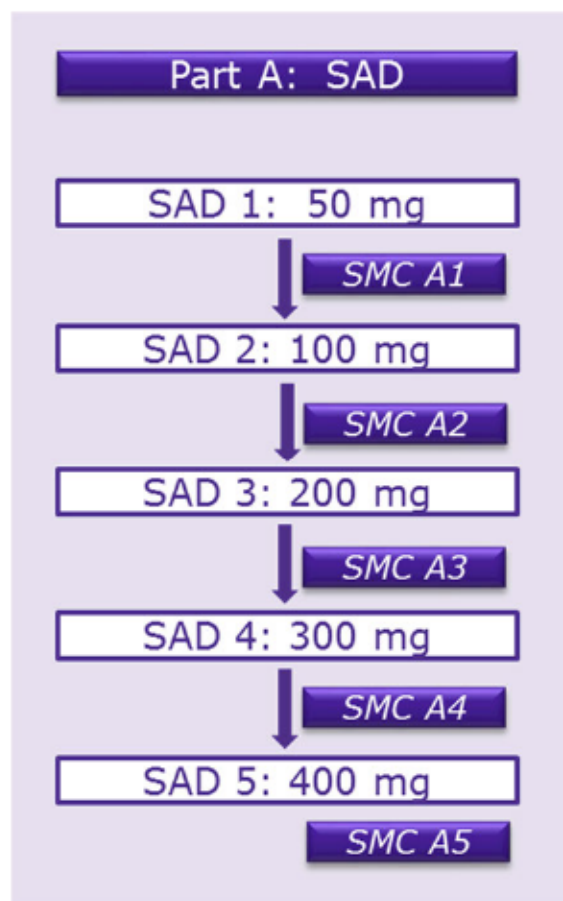 Part A: SAD
SAD 1: 50 mg
SMC A1
SAD 2: 100 mg
SMC A2
SAD 3: 200 mg
SMC A3
SAD 4: 300 mg
SMC A4
SAD 5: 400 mg
SMC A5